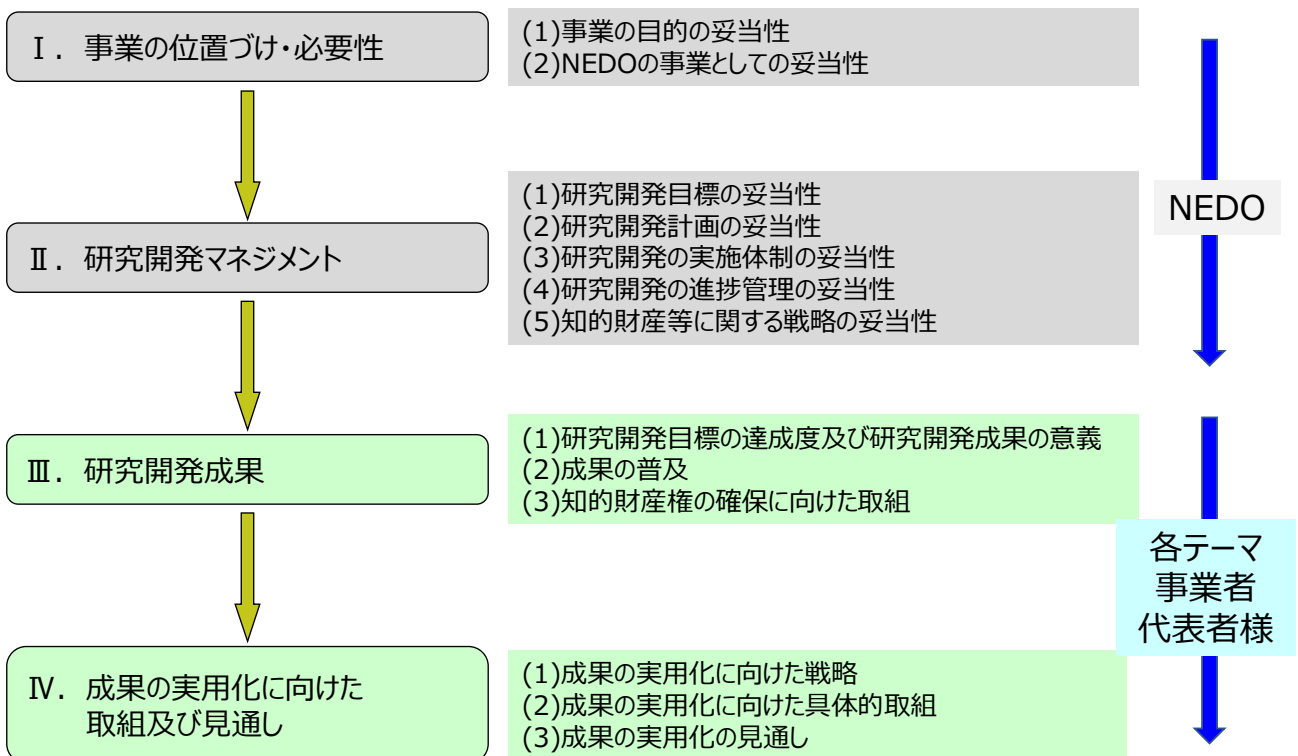 Ⅰ．事業の位置づけ・必要性
(1)事業の目的の妥当性
(2)NEDOの事業としての妥当性
Ⅱ．研究開発マネジメント
(1)研究開発目標の妥当性
(2)研究開発計画の妥当性
(3)研究開発の実施体制の妥当性
(4)研究開発の進捗管理の妥当性
(5)知的財産等に関する戦略の妥当性
NEDO
Ⅲ．研究開発成果
(1)研究開発目標の達成度及び研究開発成果の意義
(2)成果の普及
(3)知的財産権の確保に向けた取組
各テーマ
事業者
代表者様
Ⅳ．成果の実用化に向けた
取組及び見通し
(1)成果の実用化に向けた戦略
(2)成果の実用化に向けた具体的取組
(3)成果の実用化の見通し